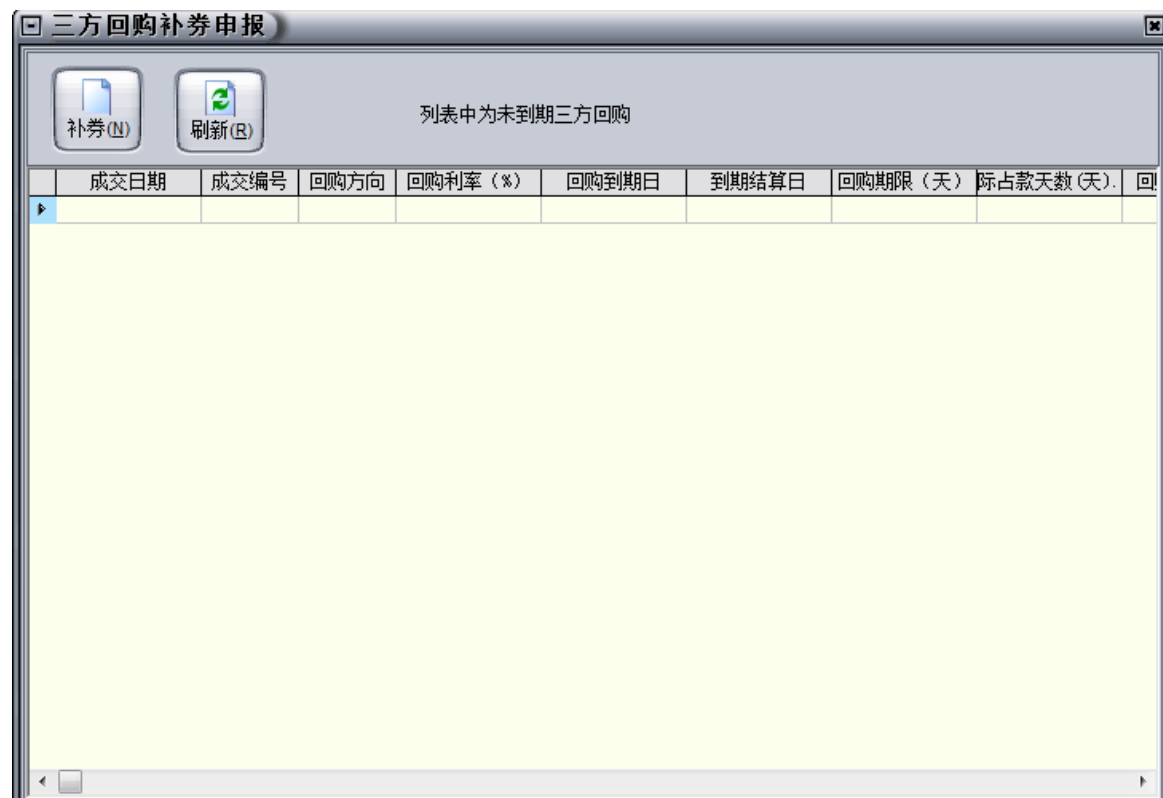 三方回购补券申报
补券(N) 刷新(R) 列表中为未到期三方回购
成交日期 成交编号 回购方向 回购利率（%） 回购到期日 到期结算日 回购期限（天） 际占款天数(天). 回